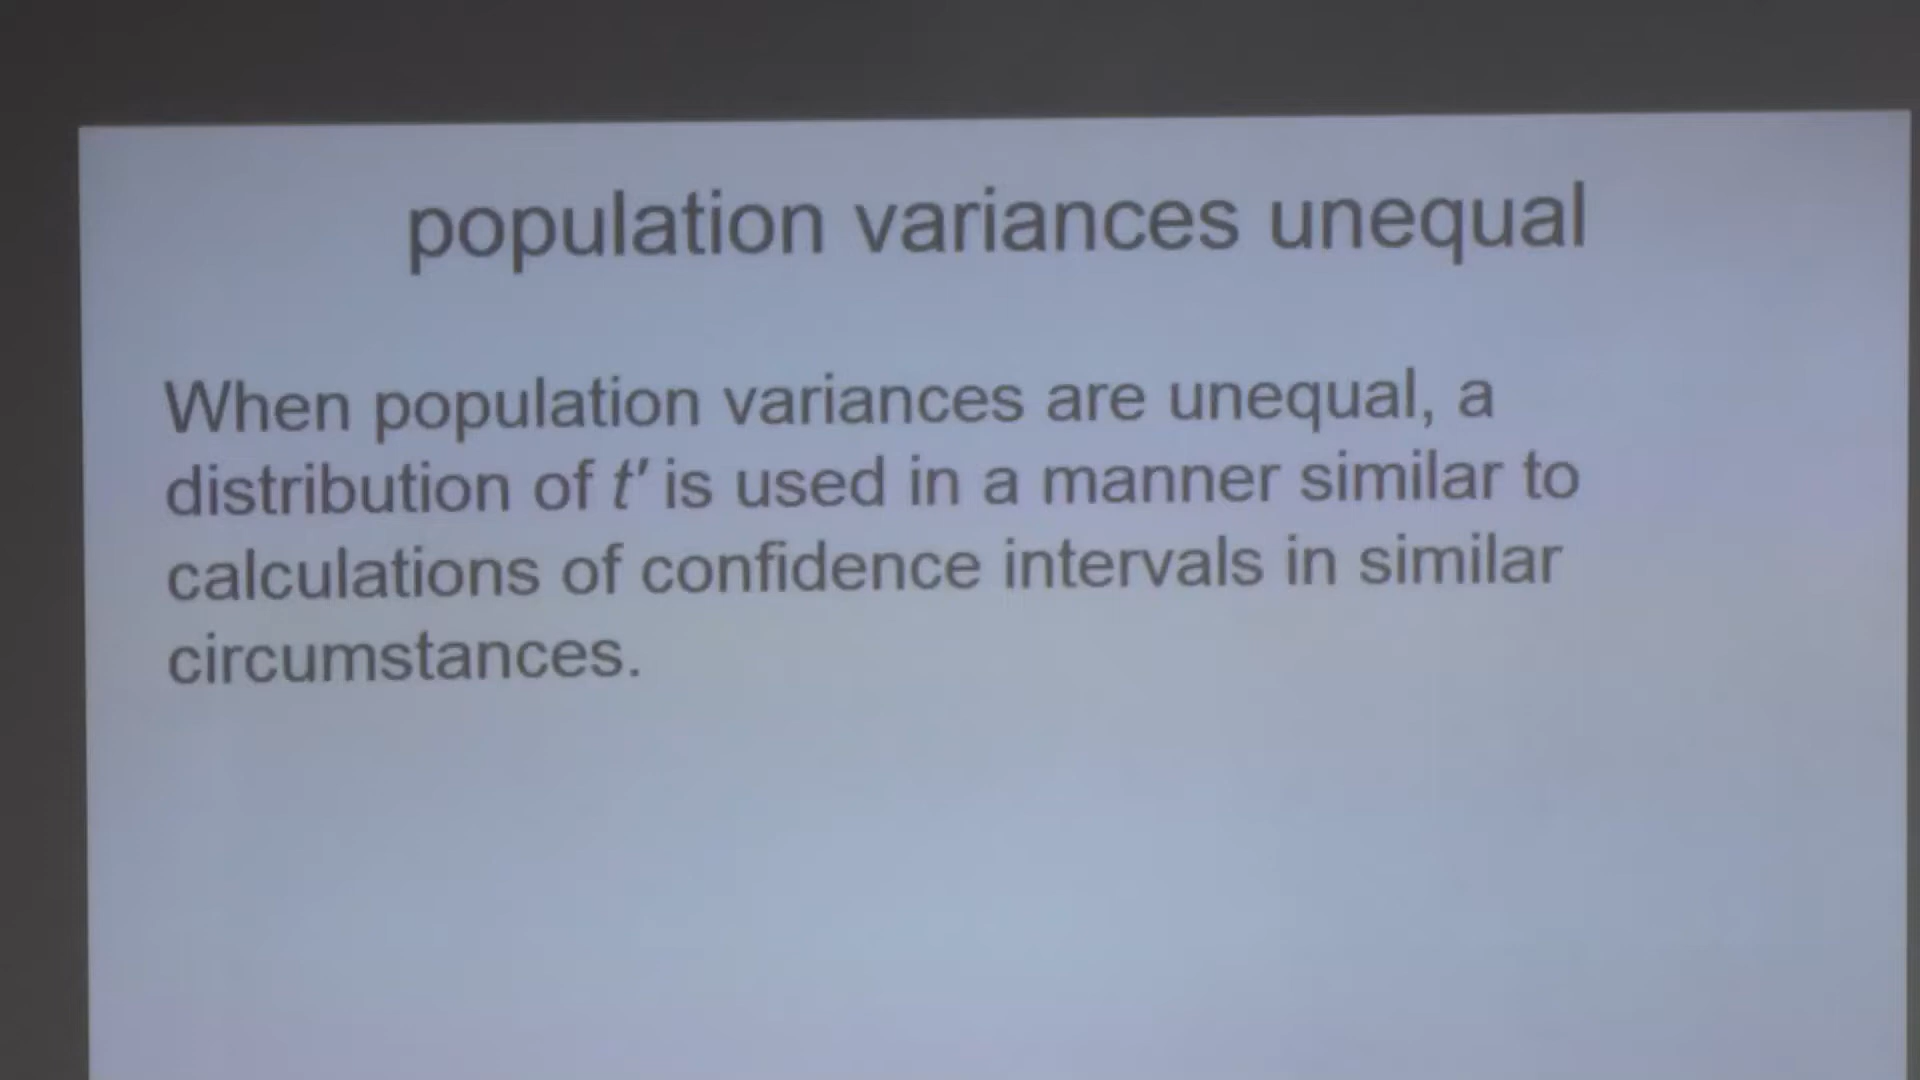 population variances unequal
When population variances are unequal, a
distribution of t′ is used in a manner similar to
calculations of confidence intervals in similar
circumstances.